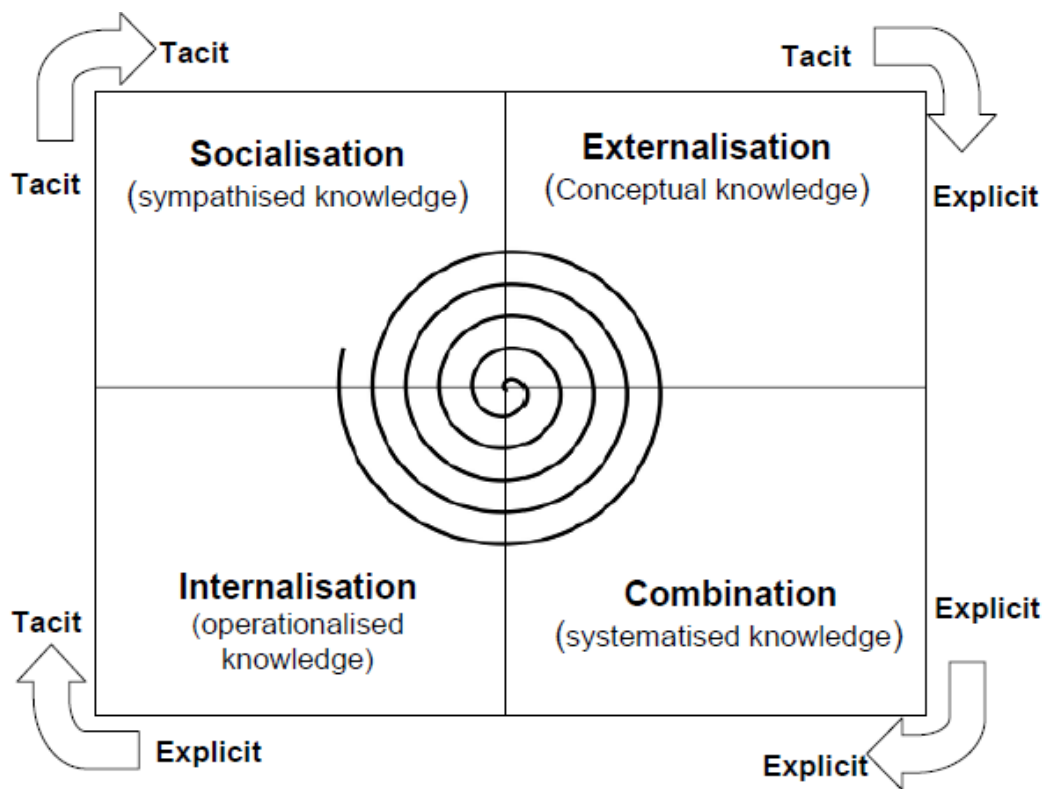 Tacit
Tacit
Tacit
Explicit
Socialisation
(sympathised knowledge)
Externalisation
(Conceptual knowledge)
Internalisation
(operationalised
knowledge)
Combination
(systematised knowledge)
Tacit
Explicit
Explicit
Explicit